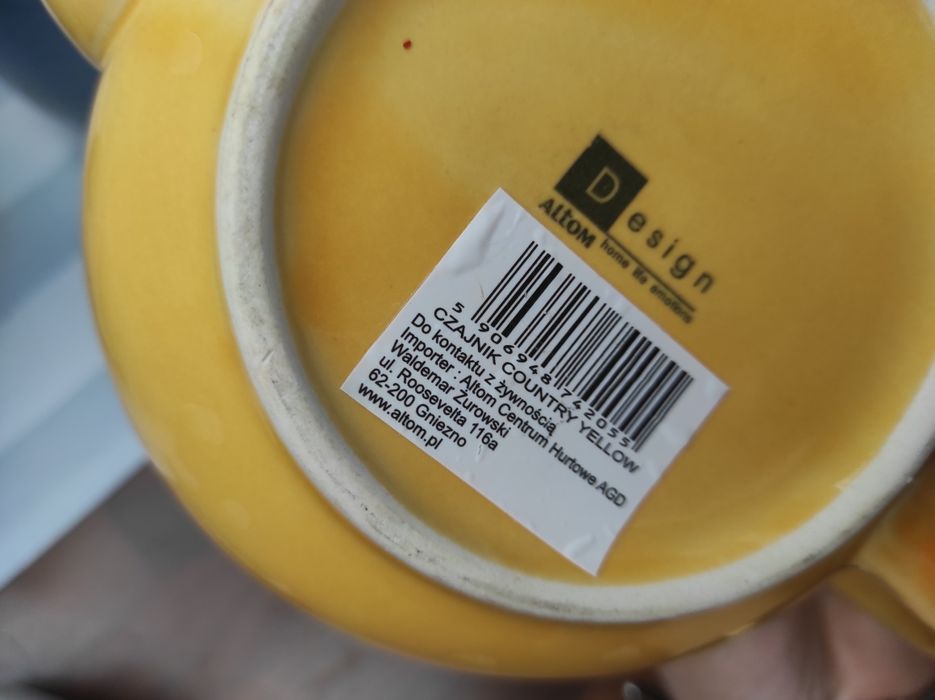 Design
AltoM home life emotions
5 906948 742055
CZAJNIK COUNTRY YELLOW
Do kontaktu z żywnością
Importer : Altom Centrum Hurtowe AGD
Waldemar Żurowski
ul. Roosevelta 116a
62-200 Gniezno
www.altom.pl